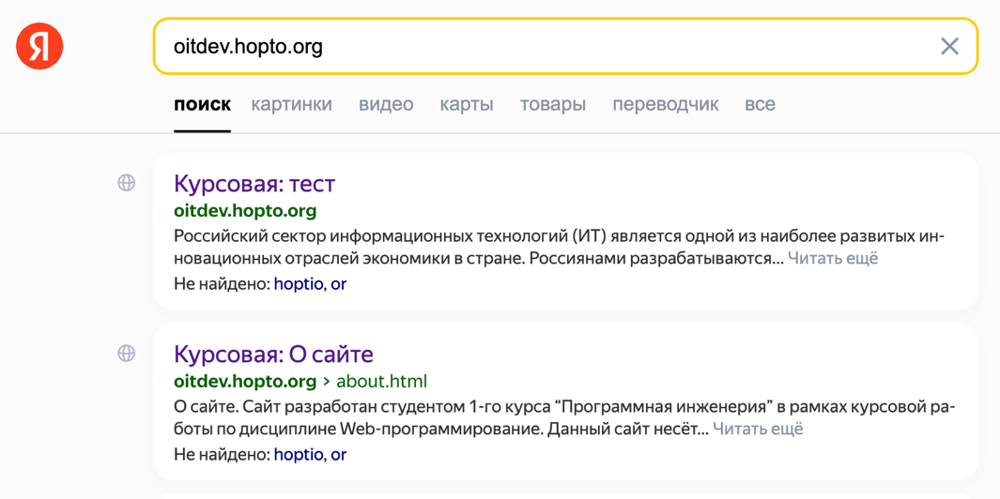 Я
oitdev.hopto.org
поиск картинки видео карты товары переводчик все
Курсовая: тест
oitdev.hopto.org
Российский сектор информационных технологий (ИТ) является одной из наиболее развитых ин-
новационных отраслей экономики в стране. Россиянами разрабатываются... Читать ещё
Не найдено: hoptio, or
Курсовая: О сайте
oitdev.hopto.org › about.html
О сайте. Сайт разработан студентом 1-го курса “Программная инженерия” в рамках курсовой ра-
боты по дисциплине Web-программирование. Данный сайт несёт... Читать ещё
Не найдено: hoptio, or